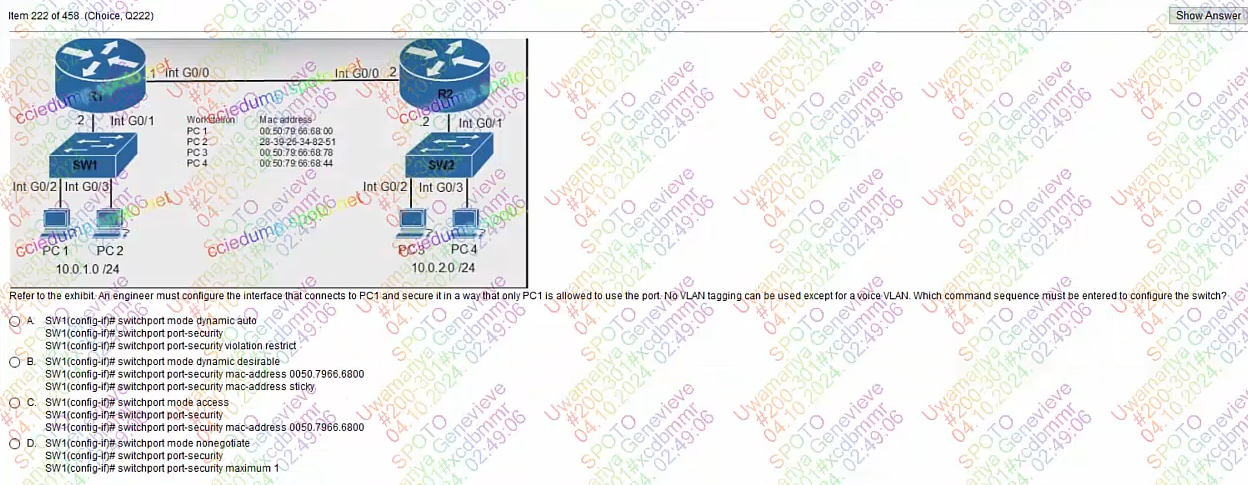 Item 222 of 458 (Choice, Q222)
Show Answer
.1 Int G0/0
Int G0/0 .2
R1
R2
.2 Int G0/1
.2 Int G0/1
Workstation Mac address
PC 1 00:50:79:66:68:00
PC 2 28-39-26-34-82-51
PC 3 00:50:79:66:68:78
PC 4 00:50:79:66:68:44
SW1
SW2
Int G0/2 Int G0/3
Int G0/2 Int G0/3
PC 1 PC 2
PC 3 PC 4
10.0.1.0 /24
10.0.2.0 /24
Refer to the exhibit. An engineer must configure the interface that connects to PC1 and secure it in a way that only PC1 is allowed to use the port. No VLAN tagging can be used except for a voice VLAN. Which command sequence must be entered to configure the switch?
A. SW1(config-if)# switchport mode dynamic auto
SW1(config-if)# switchport port-security
SW1(config-if)# switchport port-security violation restrict
B. SW1(config-if)# switchport mode dynamic desirable
SW1(config-if)# switchport port-security mac-address 0050.7966.6800
SW1(config-if)# switchport port-security mac-address sticky
C. SW1(config-if)# switchport mode access
SW1(config-if)# switchport port-security
SW1(config-if)# switchport port-security mac-address 0050.7966.6800
D. SW1(config-if)# switchport mode nonegotiate
SW1(config-if)# switchport port-security
SW1(config-if)# switchport port-security maximum 1